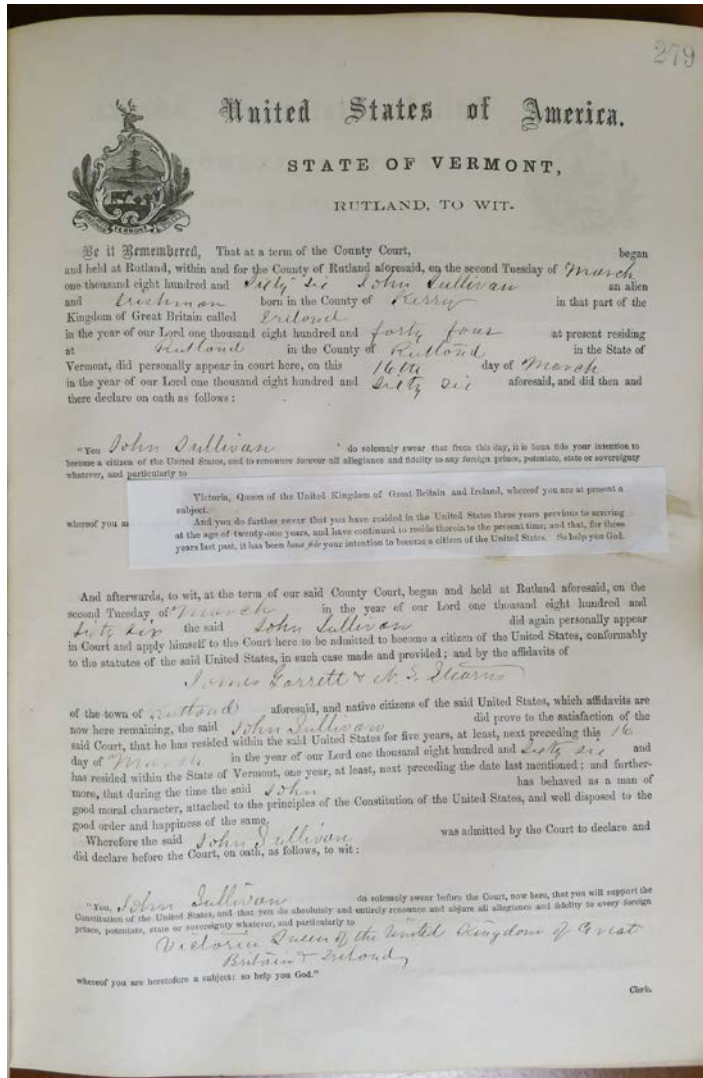 279
United States of America.
STATE OF VERMONT,
RUTLAND, TO WIT-
VERMONT
Be it Remembered, That at a term of the County Court, began
and held at Rutland, within and for the County of Rutland aforesaid, on the second Tuesday of March
one thousand eight hundred and Sixty Six John Sullivan an alien
and Irishman born in the County of Kerry in that part of the
Kingdom of Great Britain called Ireland
in the year of our Lord one thousand eight hundred and forty four at present residing
at Rutland in the County of Rutland in the State of
Vermont, did personally appear in court here, on this 16th day of March
in the year of our Lord one thousand eight hundred and Sixty Six aforesaid, and did then and
there declare on oath as follows:
"You John Sullivan do solemnly swear that from this day, it is bona fide your intention to
become a citizen of the United States, and to renounce forever all allegiance and fidelity to any foreign prince, potentate, state or sovereignty
whatever, and particularly to
Victoria, Queen of the United Kingdom of Great Britain and Ireland, whereof you are at present a
subject.
whereof you a
And you do further swear that you have resided in the United States three years previous to arriving
at the age of twenty-one years, and have continued to reside therein to the present time; and that, for three
years last past, it has been bona fide your intention to become a citizen of the United States. So help you God.
And afterwards, to wit, at the term of our said County Court, began and held at Rutland aforesaid, on the
second Tuesday of March in the year of our Lord one thousand eight hundred and
Sixty Six the said John Sullivan did again personally appear
in Court and apply himself to the Court here to be admitted to become a citizen of the United States, conformably
to the statutes of the said United States, in such case made and provided; and by the affidavits of
James Garrett & N. S. Stearns
of the town of Rutland aforesaid, and native citizens of the said United States, which affidavits are
now here remaining, the said John Sullivan did prove to the satisfaction of the
said Court, that he has resided within the said United States for five years, at least, next preceding this 16
day of March in the year of our Lord one thousand eight hundred and Sixty Six and
has resided within the State of Vermont, one year, at least, next preceding the date last mentioned; and further-
more, that during the time the said John has behaved as a man of
good moral character, attached to the principles of the Constitution of the United States, and well disposed to the
good order and happiness of the same.
Wherefore the said John Sullivan was admitted by the Court to declare and
did declare before the Court, on oath, as follows, to wit:
"You, John Sullivan do solemnly swear before the Court, now here, that you will support the
Constitution of the United States, and that you do absolutely and entirely renounce and abjure all allegiance and fidelity to every foreign
prince, potentate, state or sovereignty whatever, and particularly to
Victoria Queen of the United Kingdom of Great
Britain & Ireland,
whereof you are heretofore a subject: so help you God."
Clerk.